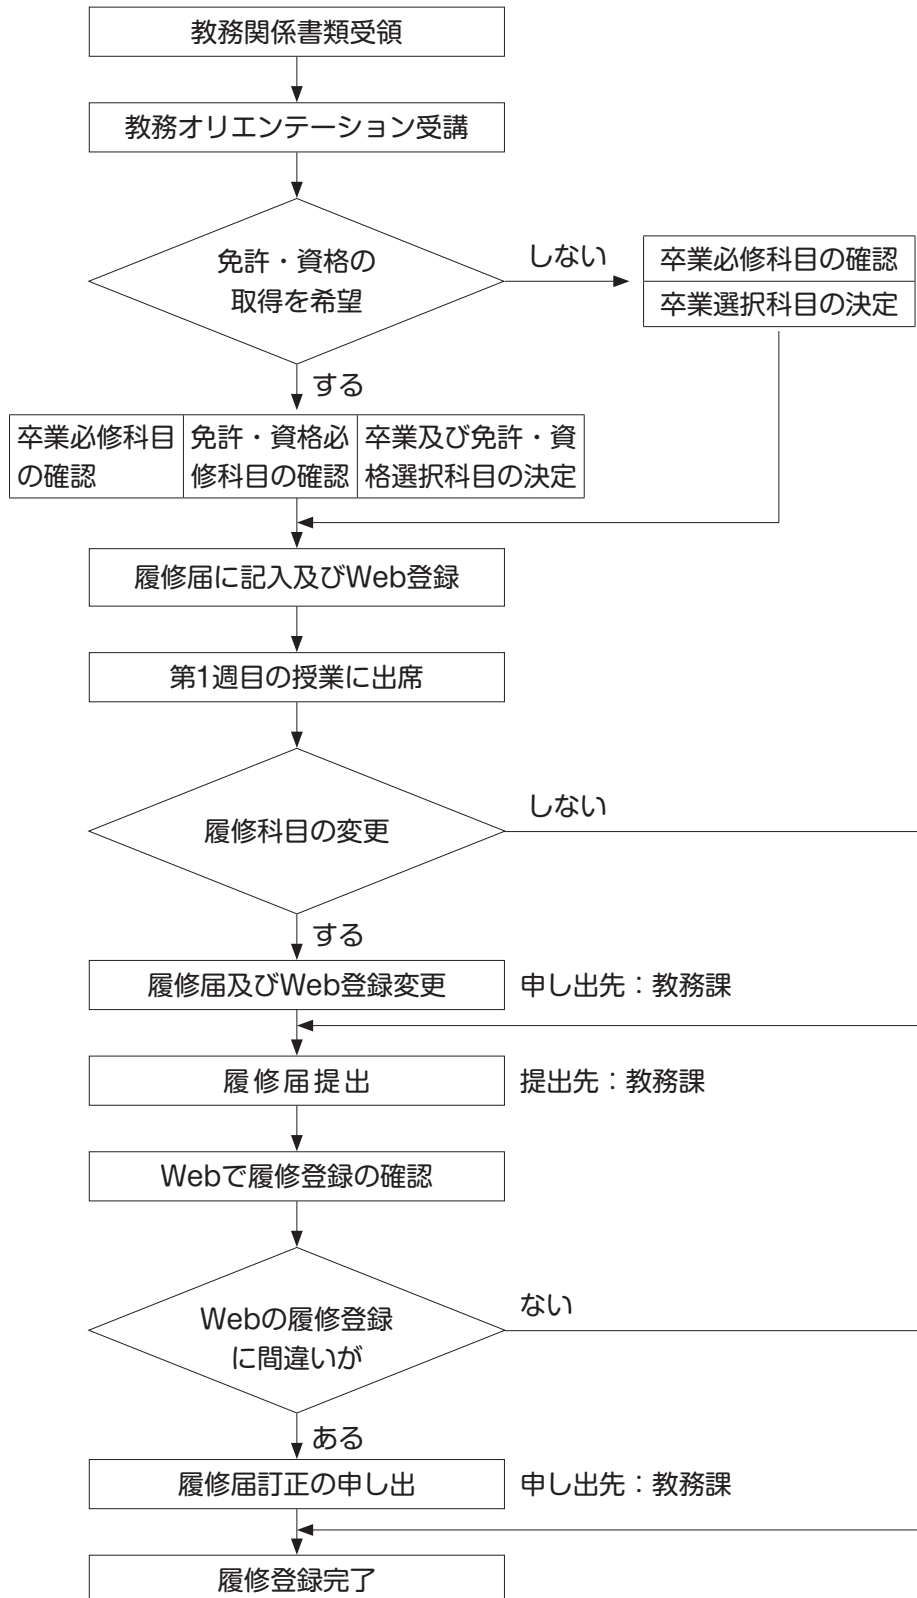 教務関係書類受領
教務オリエンテーション受講
免許・資格の
取得を希望
しない
卒業必修科目の確認
卒業選択科目の決定
する
卒業必修科目
の確認
免許・資格必
修科目の確認
卒業及び免許・資
格選択科目の決定
履修届に記入及びWeb登録
第1週目の授業に出席
履修科目の変更
しない
する
履修届及びWeb登録変更
申し出先：教務課
履修届提出
提出先：教務課
Webで履修登録の確認
Webの履修登録
に間違いが
ない
ある
履修届訂正の申し出
申し出先：教務課
履修登録完了